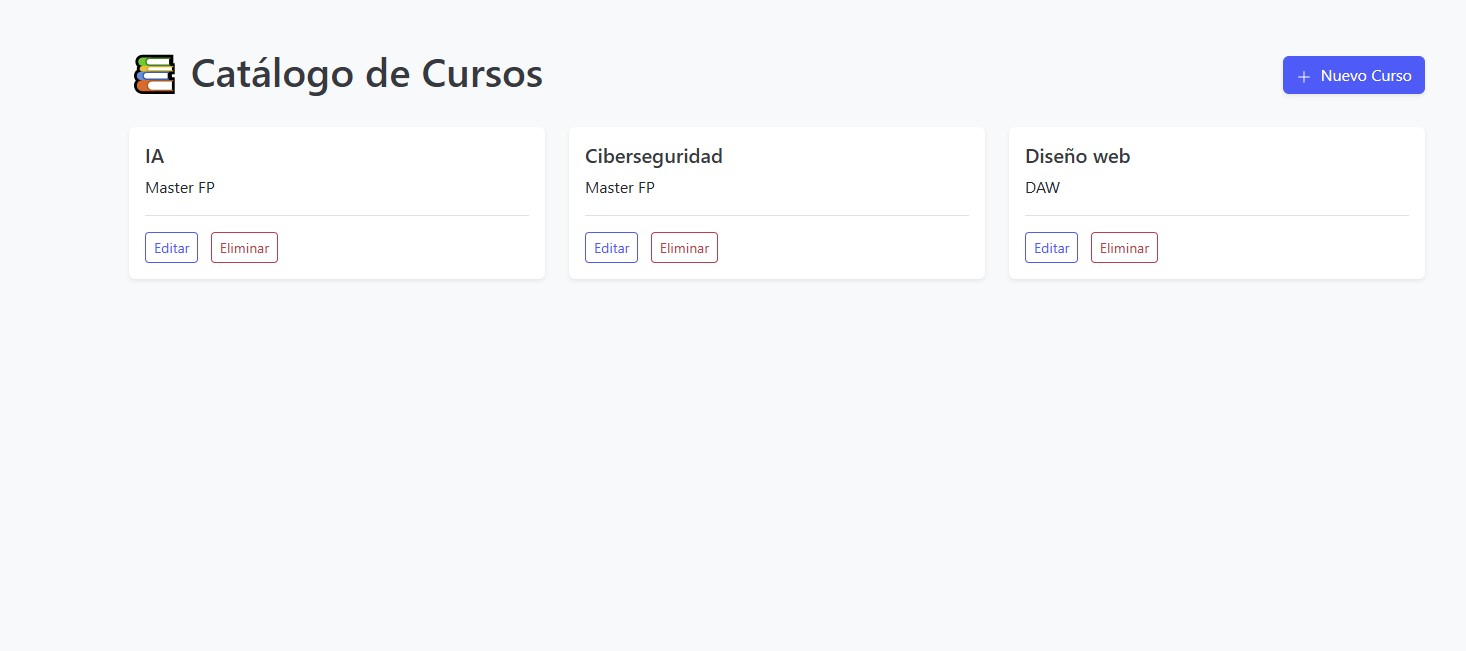 Catálogo de Cursos
+ Nuevo Curso
IA
Master FP
Editar
Eliminar
Ciberseguridad
Master FP
Editar
Eliminar
Diseño web
DAW
Editar
Eliminar